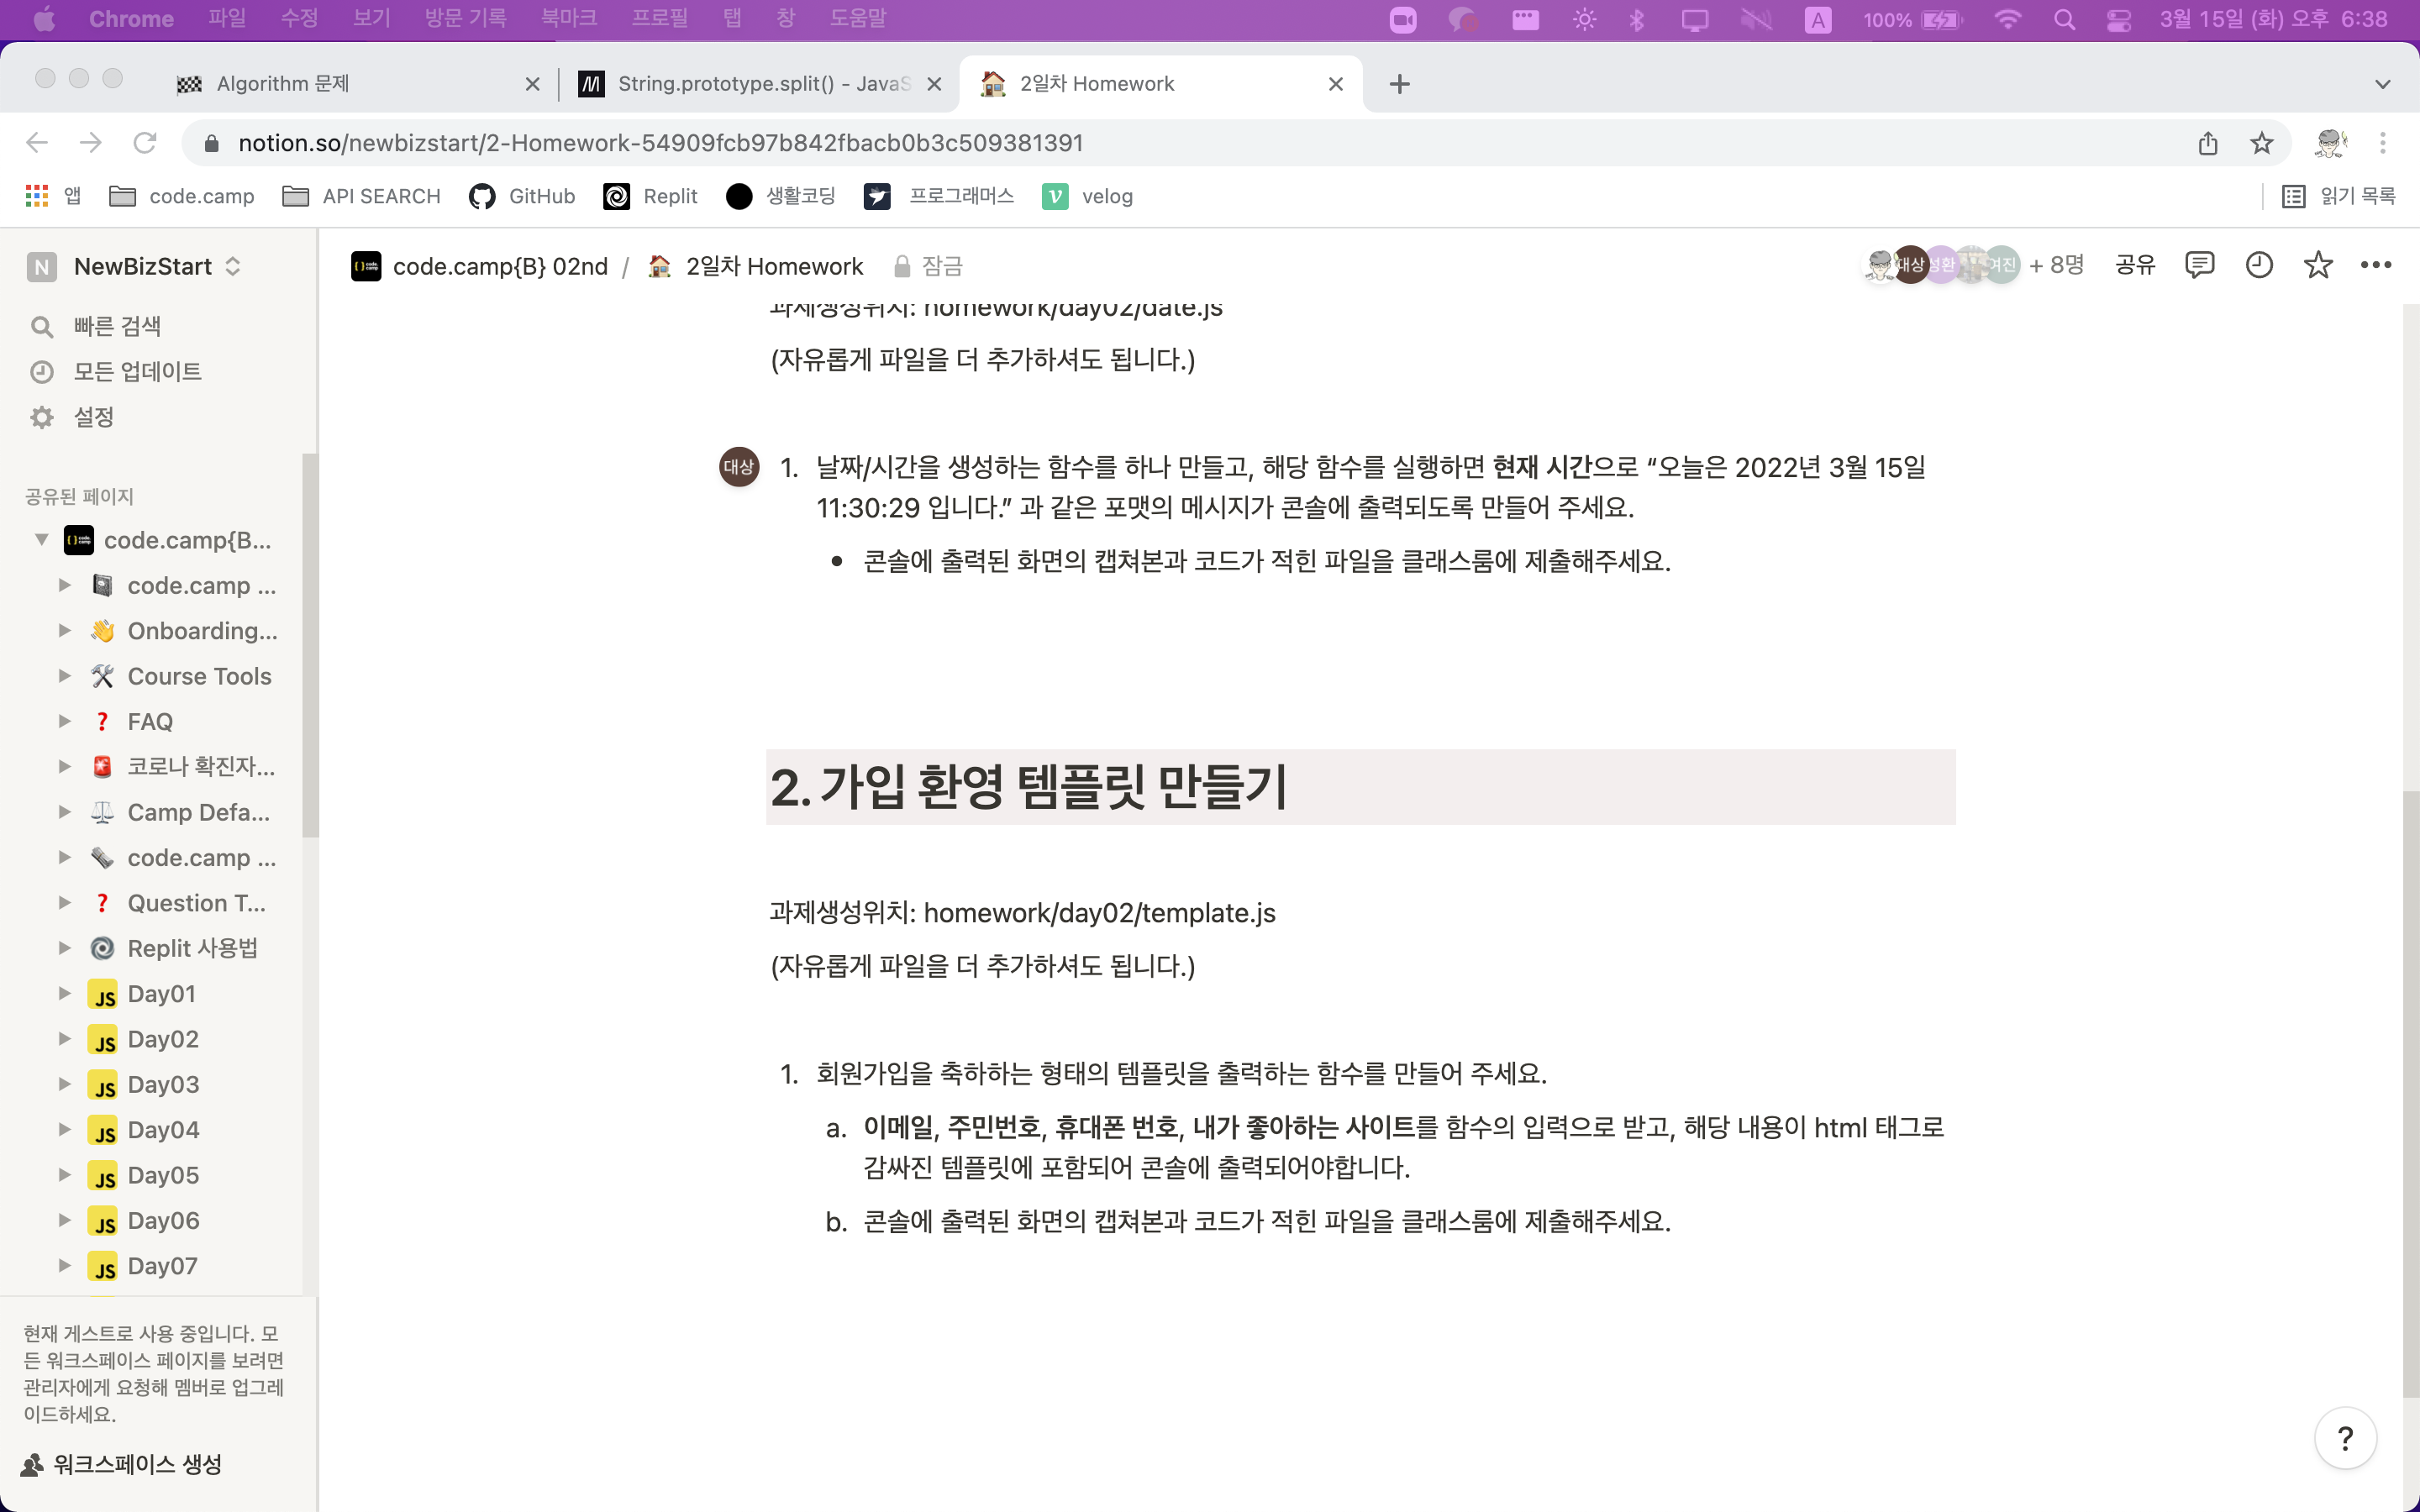 Chrome 파일 수정 보기 방문 기록 북마크 프로필 탭 창 도움말 A 100% 3월 15일 (화) 오후 6:38
Algorithm 문제 String.prototype.split() - JavaS 2일차 Homework
notion.so/newbizstart/2-Homework-54909fcb97b842fbacb0b3c509381391
앱 code.camp API SEARCH GitHub Replit 생활코딩 프로그래머스 velog 읽기 목록
N NewBizStart
빠른 검색
모든 업데이트
설정
공유된 페이지
code.camp{B...
code.camp ...
Onboarding...
Course Tools
FAQ
코로나 확진자...
Camp Defa...
code.camp ...
Question T...
Replit 사용법
JS Day01
JS Day02
JS Day03
JS Day04
JS Day05
JS Day06
JS Day07
현재 게스트로 사용 중입니다. 모
든 워크스페이스 페이지를 보려면
관리자에게 요청해 멤버로 업그레
이드하세요.
워크스페이스 생성
code.camp{B} 02nd / 2일차 Homework 잠금 대상 성환 여진 + 8명 공유
과제생성위치: homework/day02/date.js
(자유롭게 파일을 더 추가하셔도 됩니다.)
대상 1. 날짜/시간을 생성하는 함수를 하나 만들고, 해당 함수를 실행하면 현재 시간으로 “오늘은 2022년 3월 15일
11:30:29 입니다.” 과 같은 포맷의 메시지가 콘솔에 출력되도록 만들어 주세요.
• 콘솔에 출력된 화면의 캡쳐본과 코드가 적힌 파일을 클래스룸에 제출해주세요.
2. 가입 환영 템플릿 만들기
과제생성위치: homework/day02/template.js
(자유롭게 파일을 더 추가하셔도 됩니다.)
1. 회원가입을 축하하는 형태의 템플릿을 출력하는 함수를 만들어 주세요.
a. 이메일, 주민번호, 휴대폰 번호, 내가 좋아하는 사이트를 함수의 입력으로 받고, 해당 내용이 html 태그로
감싸진 템플릿에 포함되어 콘솔에 출력되어야합니다.
b. 콘솔에 출력된 화면의 캡쳐본과 코드가 적힌 파일을 클래스룸에 제출해주세요.
?